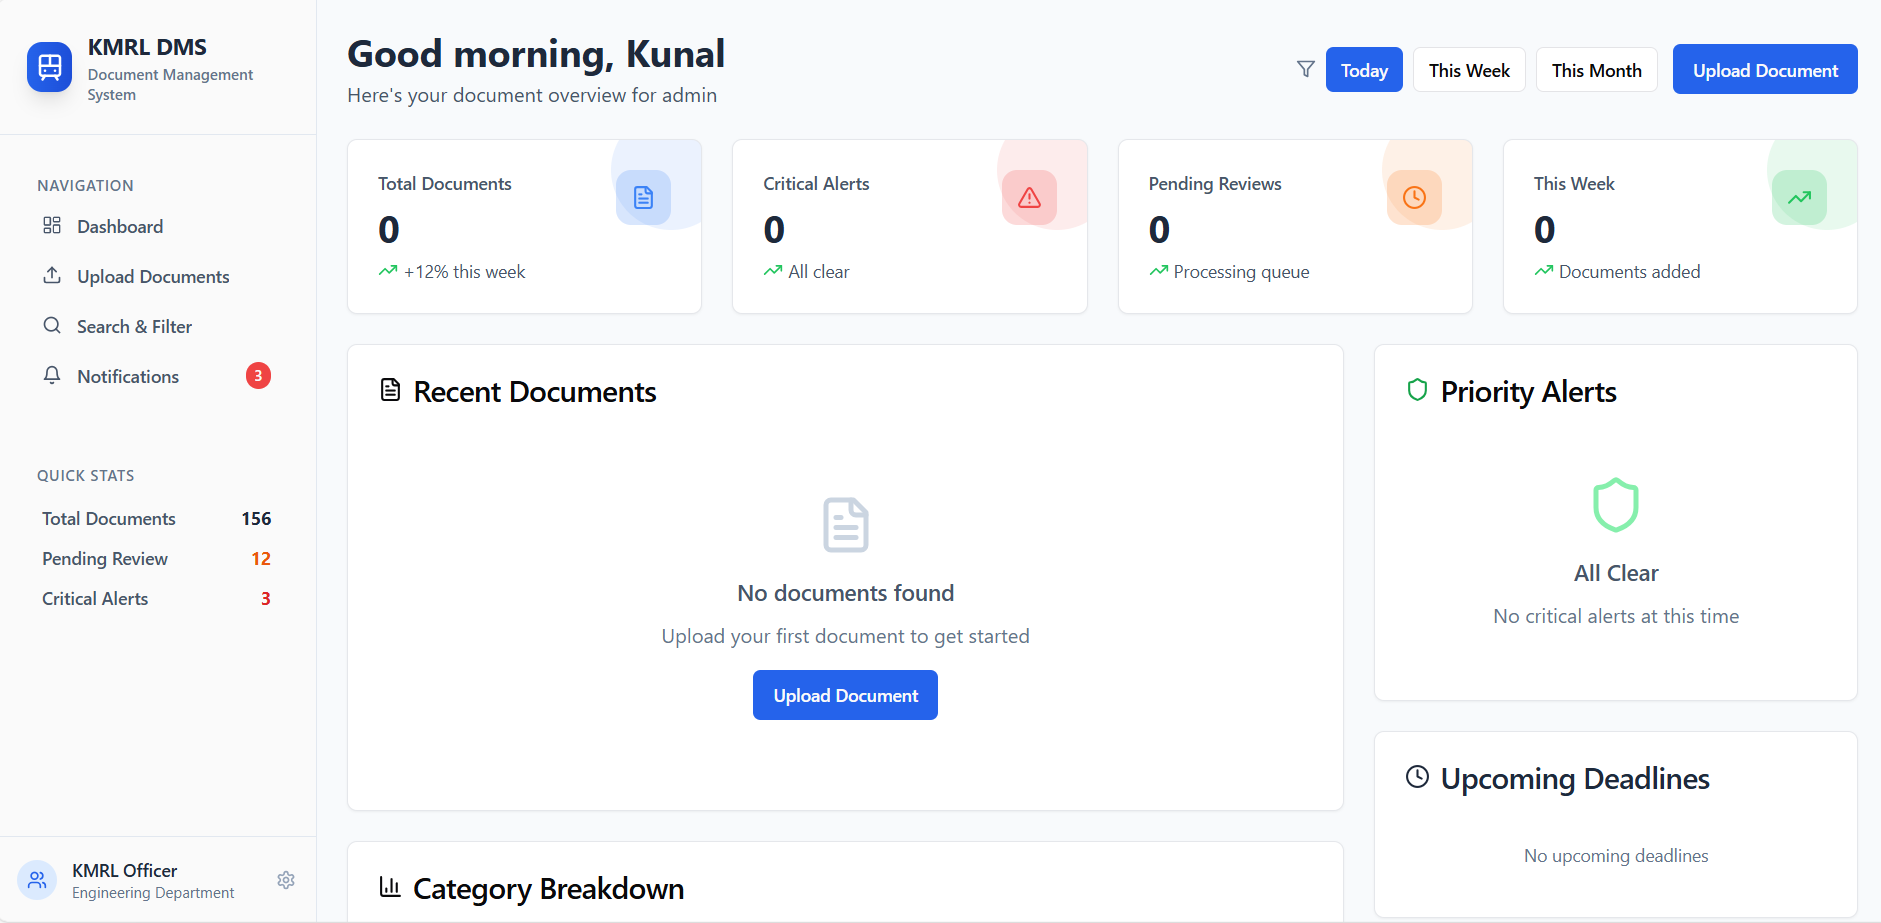 KMRL DMS
Document Management
System
NAVIGATION
Dashboard
Upload Documents
Search & Filter
Notifications 3
QUICK STATS
Total Documents 156
Pending Review 12
Critical Alerts 3
KMRL Officer
Engineering Department
Good morning, Kunal
Here's your document overview for admin
Today This Week This Month Upload Document
Total Documents
0
+12% this week
Critical Alerts
0
All clear
Pending Reviews
0
Processing queue
This Week
0
Documents added
Recent Documents
No documents found
Upload your first document to get started
Upload Document
Category Breakdown
Priority Alerts
All Clear
No critical alerts at this time
Upcoming Deadlines
No upcoming deadlines